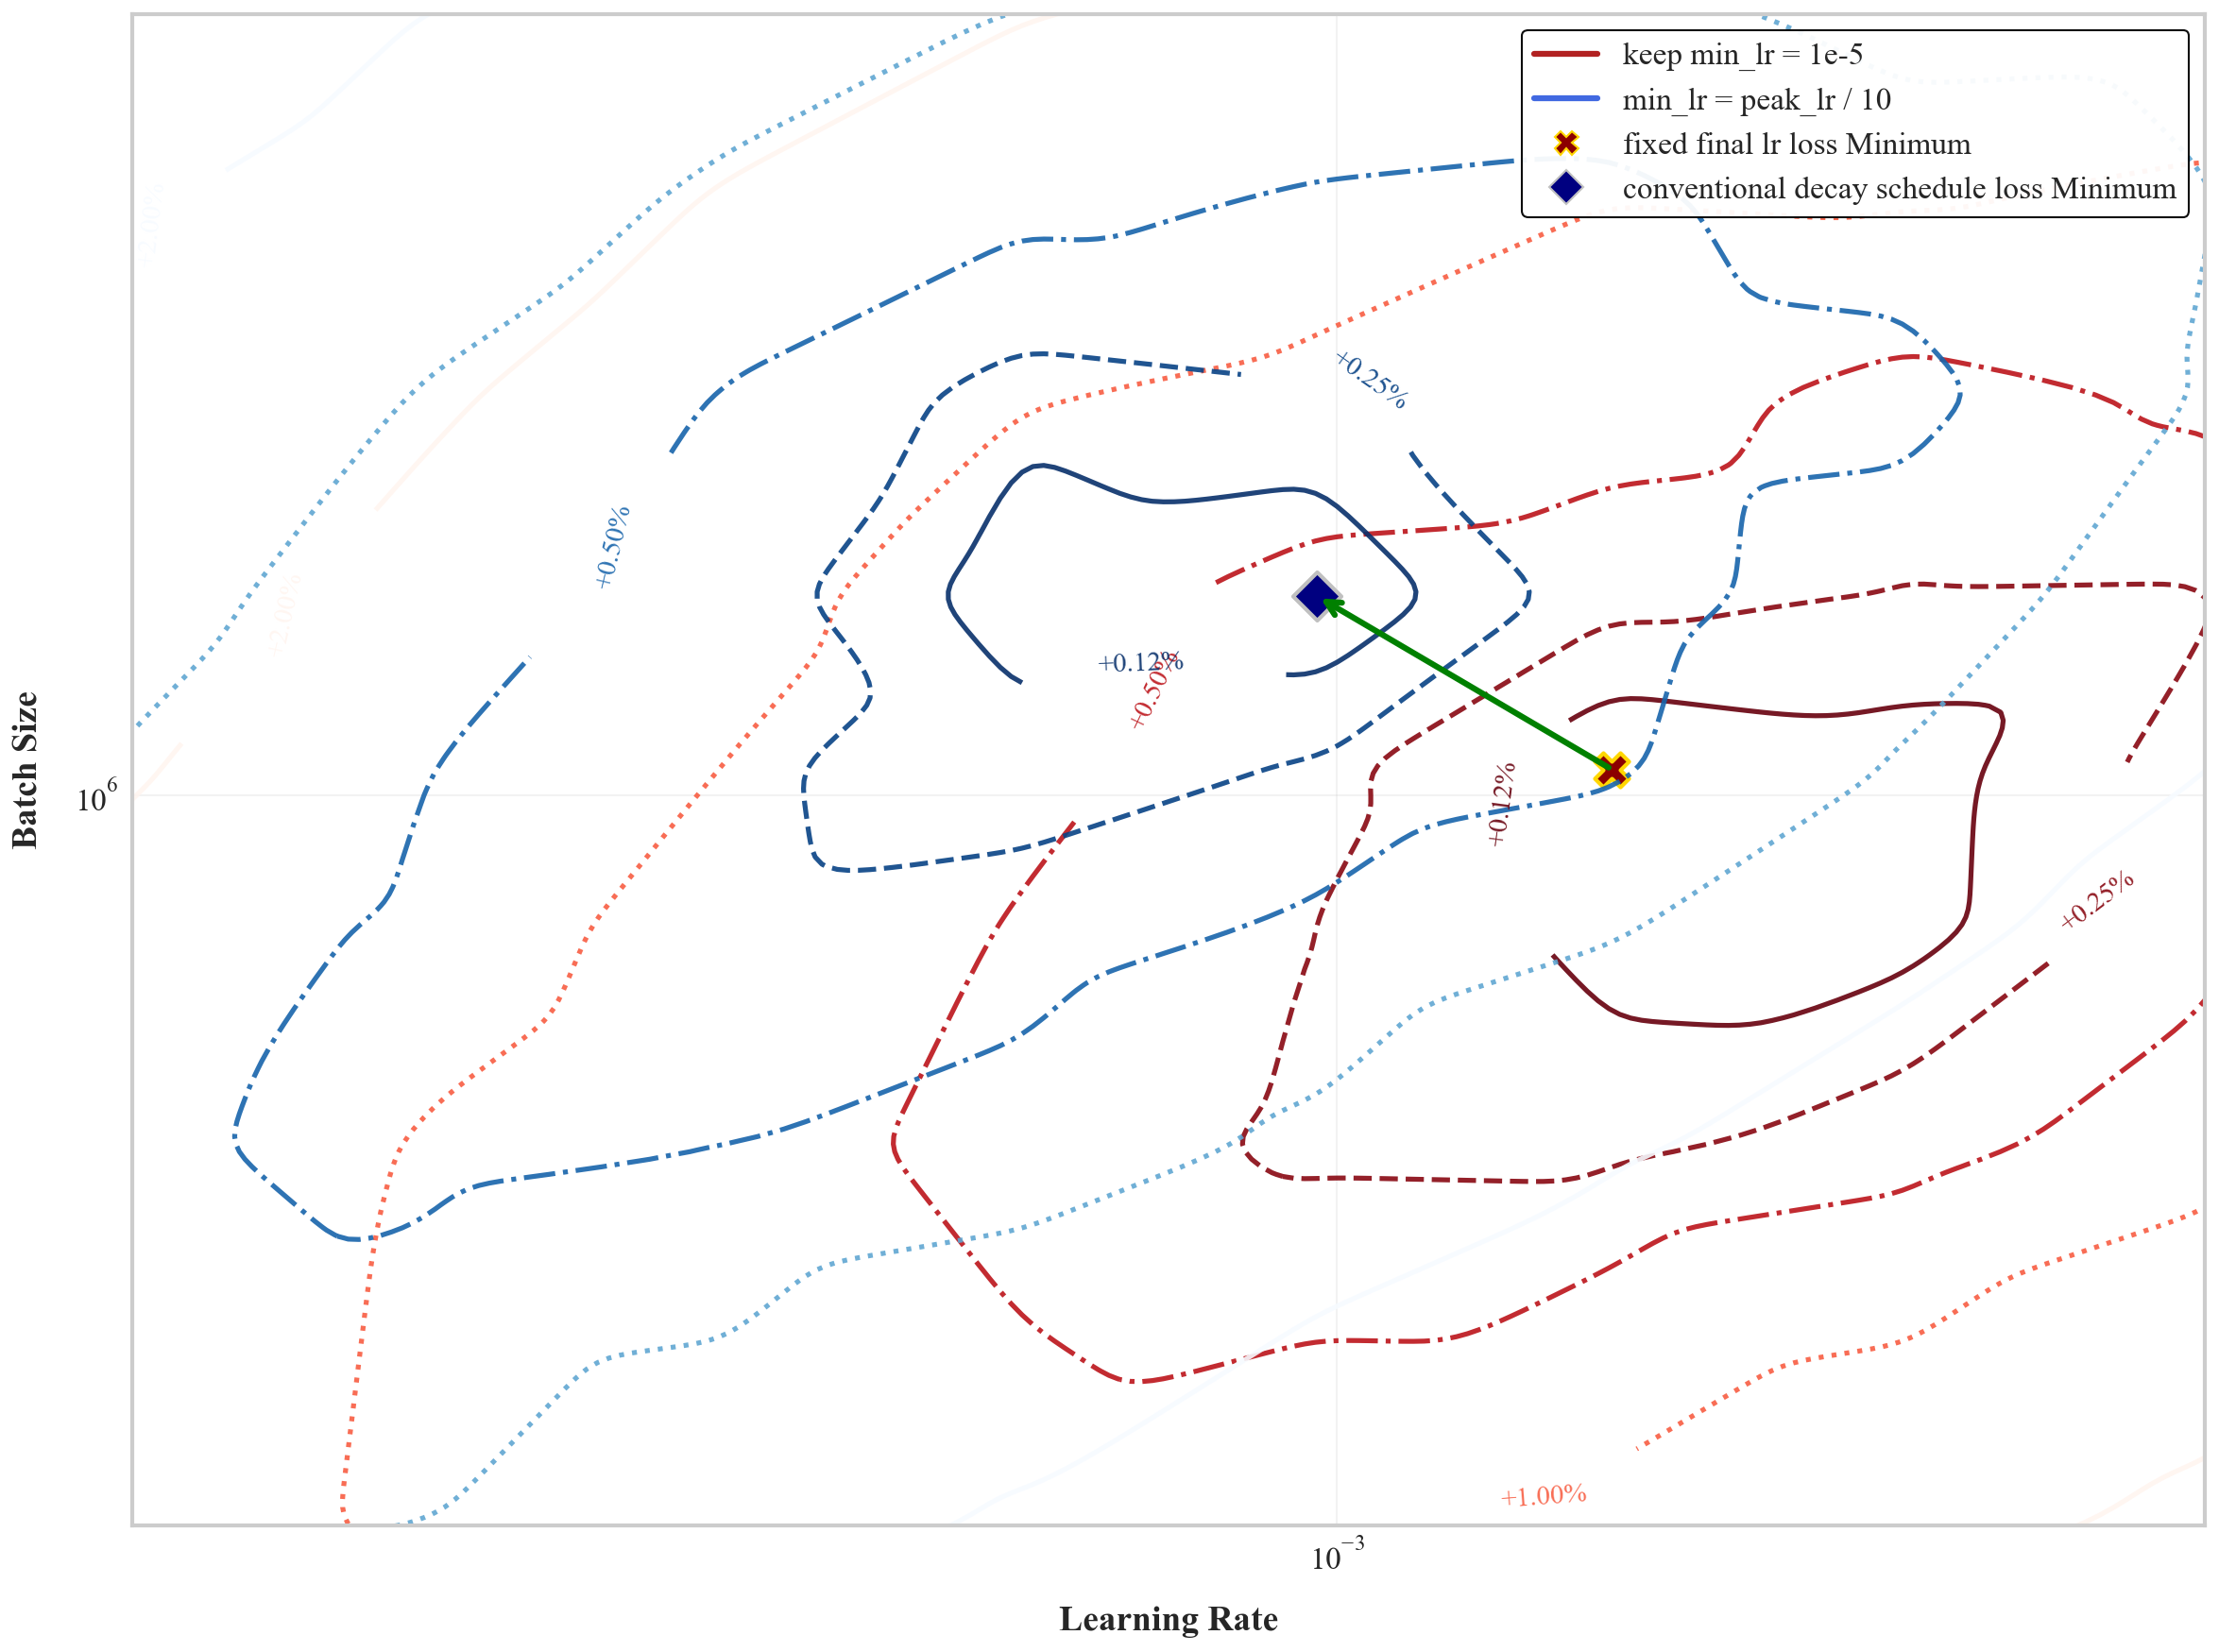 keep min_lr = 1e-5
min_lr = peak_lr / 10
fixed final lr loss Minimum
conventional decay schedule loss Minimum
+2.00%
+0.25%
+0.50%
+2.00%
+0.12%
+0.50%
+0.12%
+0.25%
+1.00%
Batch Size
10⁶
10⁻³
Learning Rate